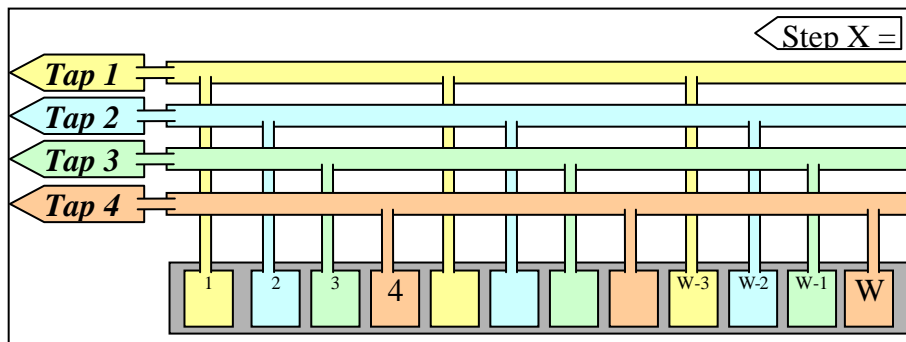 Step X =
Tap 1
Tap 2
Tap 3
Tap 4
1 2 3 4 W-3 W-2 W-1 W